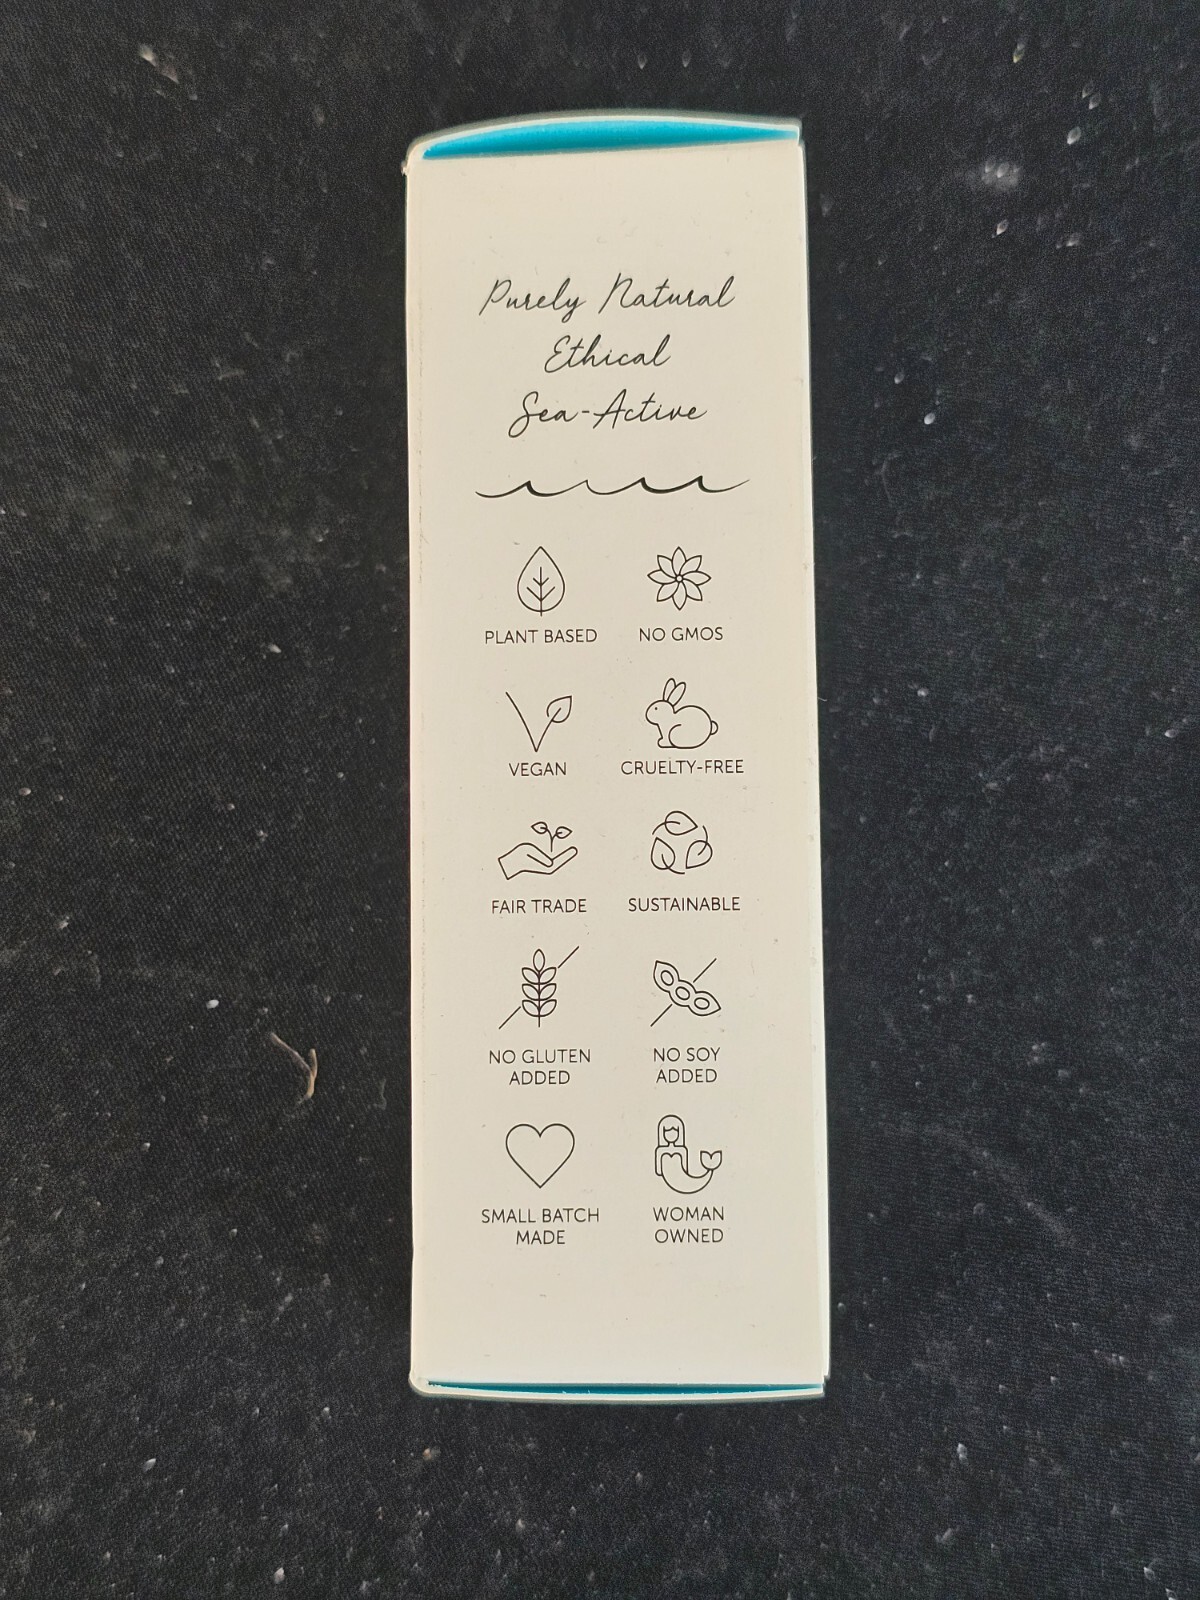 Purely Natural
Ethical
Sea-Active
PLANT BASED
NO GMOS
VEGAN
CRUELTY-FREE
FAIR TRADE
SUSTAINABLE
NO GLUTEN
ADDED
NO SOY
ADDED
SMALL BATCH
MADE
WOMAN
OWNED